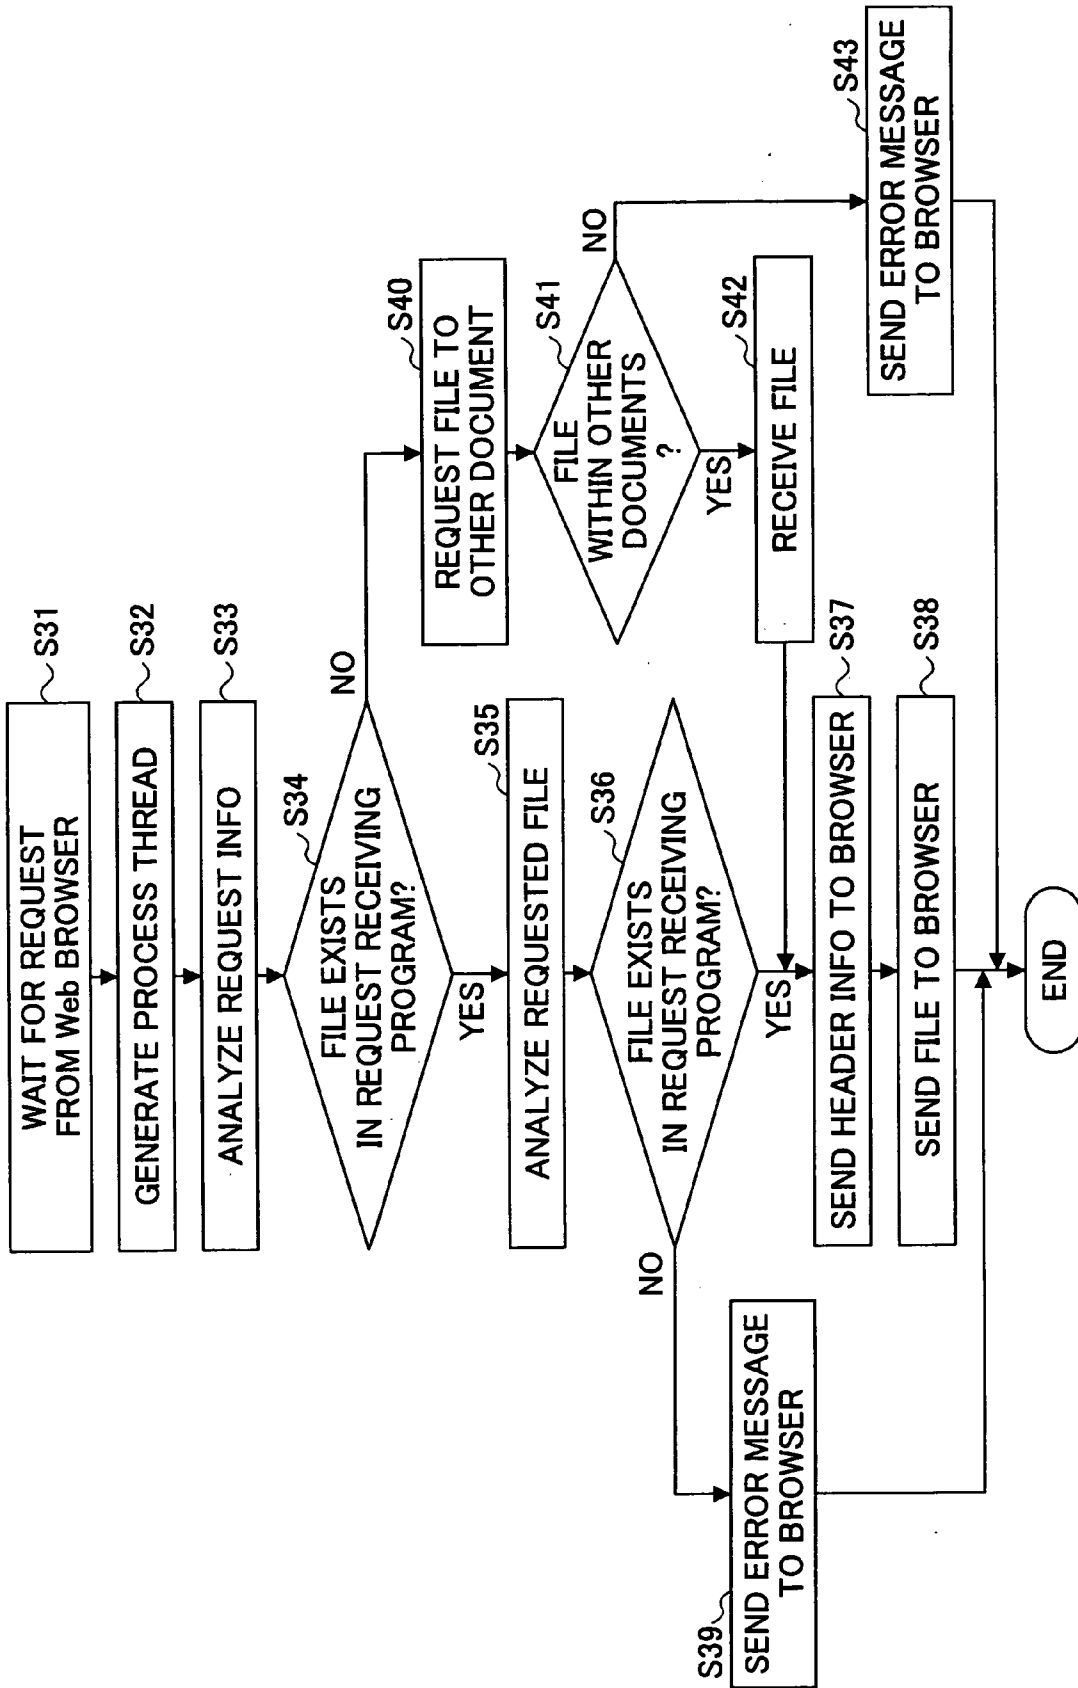 WAIT FOR REQUEST
FROM Web BROWSER
S31
GENERATE PROCESS THREAD
S32
ANALYZE REQUEST INFO
S33
FILE EXISTS
IN REQUEST RECEIVING
PROGRAM?
S34
NO
YES
ANALYZE REQUESTED FILE
S35
FILE EXISTS
IN REQUEST RECEIVING
PROGRAM?
S36
NO
YES
SEND HEADER INFO TO BROWSER
S37
SEND FILE TO BROWSER
S38
S39
SEND ERROR MESSAGE
TO BROWSER
REQUEST FILE TO
OTHER DOCUMENT
S40
FILE
WITHIN OTHER
DOCUMENTS
?
S41
NO
YES
RECEIVE FILE
S42
SEND ERROR MESSAGE
TO BROWSER
S43
END